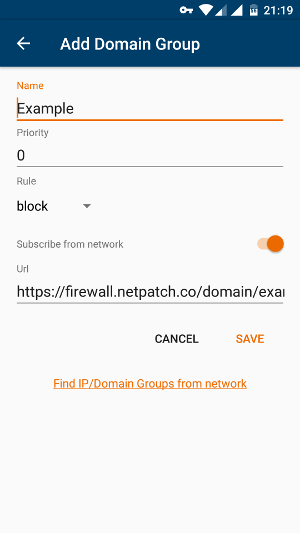 21:19
Add Domain Group
Name
Example
Priority
0
Rule
block
Subscribe from network
Url
https://firewall.netpatch.co/domain/exa
CANCEL SAVE
Find IP/Domain Groups from network